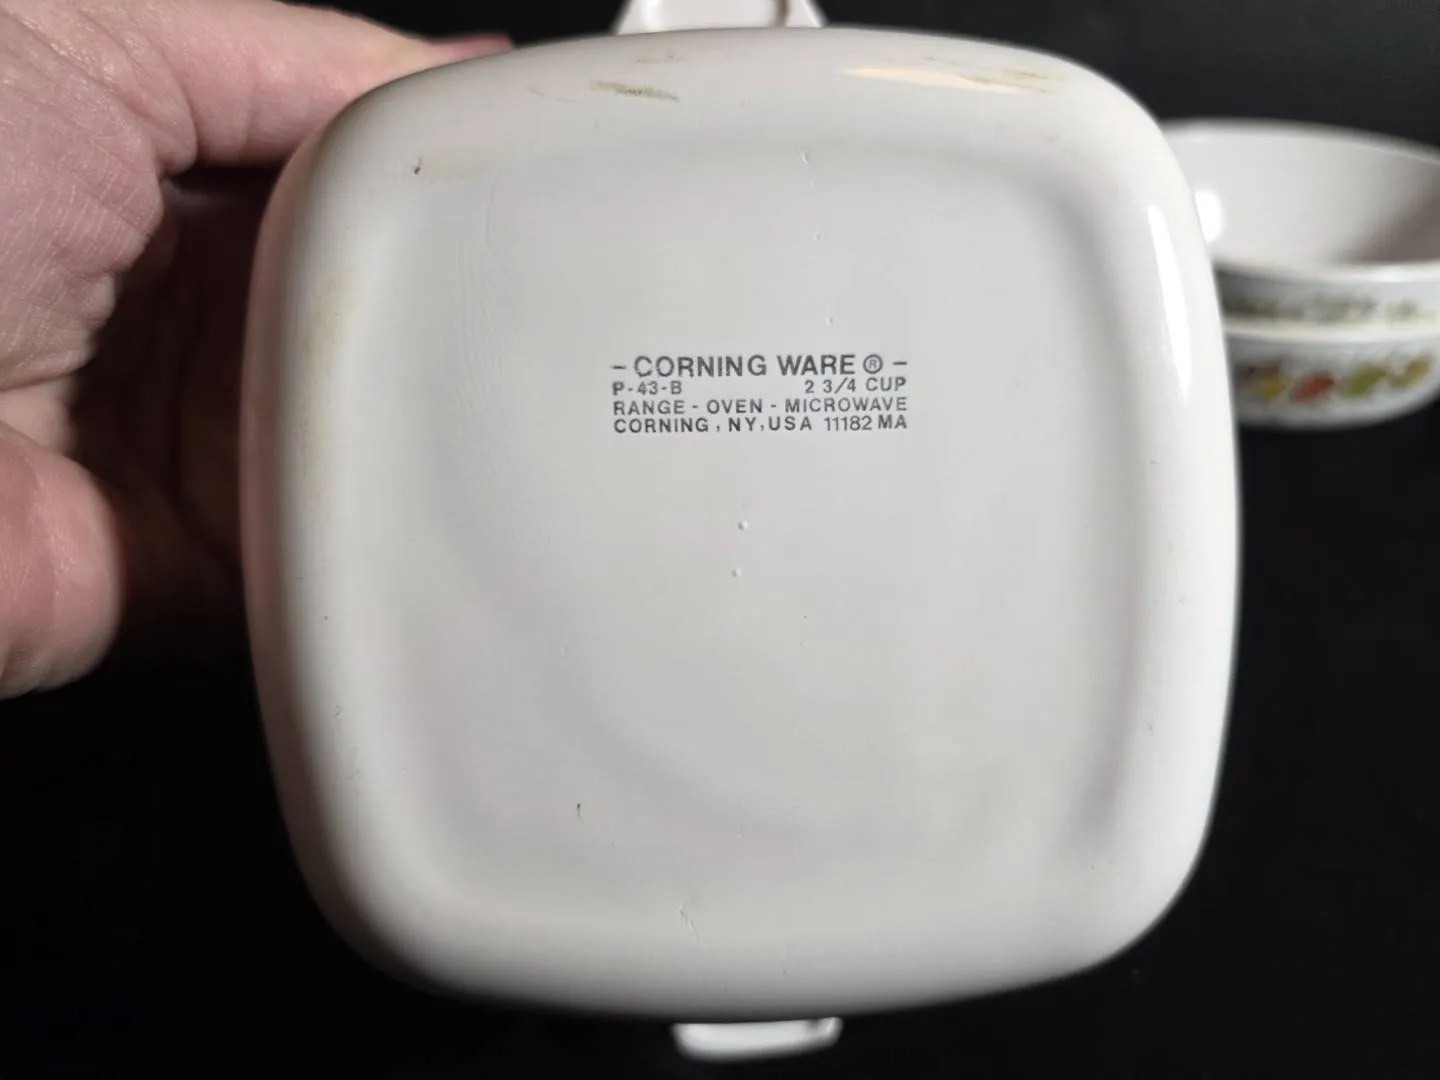 - CORNING WARE ® -
P-43-B 2 3/4 CUP
RANGE - OVEN - MICROWAVE
CORNING, NY, USA 11182 MA